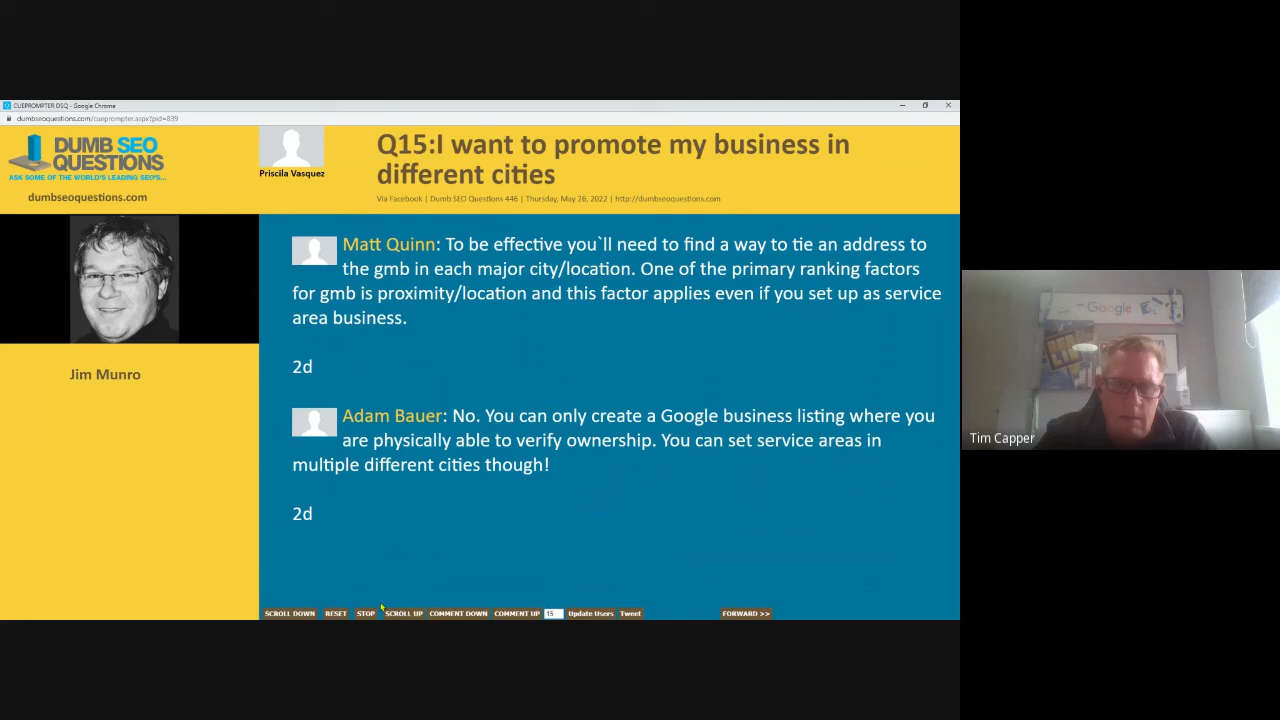 CUEPROMPTER DSQ - Google Chrome
dumbseoquestions.com/cueprompter.aspx?pid=839
DUMB SEO
QUESTIONS
ASK SOME OF THE WORLD'S LEADING SEO'S...
dumbseoquestions.com
Priscila Vasquez
Q15:I want to promote my business in
different cities
Via Facebook | Dumb SEO Questions 446 | Thursday, May 26, 2022 | http://dumbseoquestions.com
Jim Munro
Matt Quinn: To be effective you`ll need to find a way to tie an address to
the gmb in each major city/location. One of the primary ranking factors
for gmb is proximity/location and this factor applies even if you set up as service
area business.
2d
Adam Bauer: No. You can only create a Google business listing where you
are physically able to verify ownership. You can set service areas in
multiple different cities though!
2d
SCROLL DOWN RESET STOP SCROLL UP COMMENT DOWN COMMENT UP 15 Update Users Tweet FORWARD >>
Google
Tim Capper